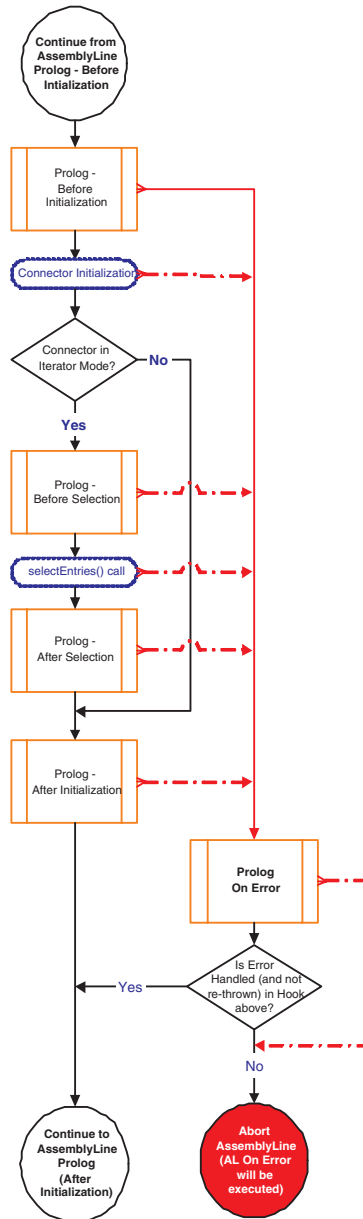 Continue from
AssemblyLine
Prolog - Before
Intialization
Prolog -
Before
Initialization
Connector Initialization
Connector in
Iterator Mode?
No
Yes
Prolog -
Before Selection
selectEntries() call
Prolog -
After Selection
Prolog -
After Initialization
Prolog
On Error
Is Error
Handled (and not
re-thrown) in Hook
above?
Yes
No
Continue to
AssemblyLine
Prolog
(After
Initialization)
Abort
AssemblyLine
(AL On Error
will be
executed)